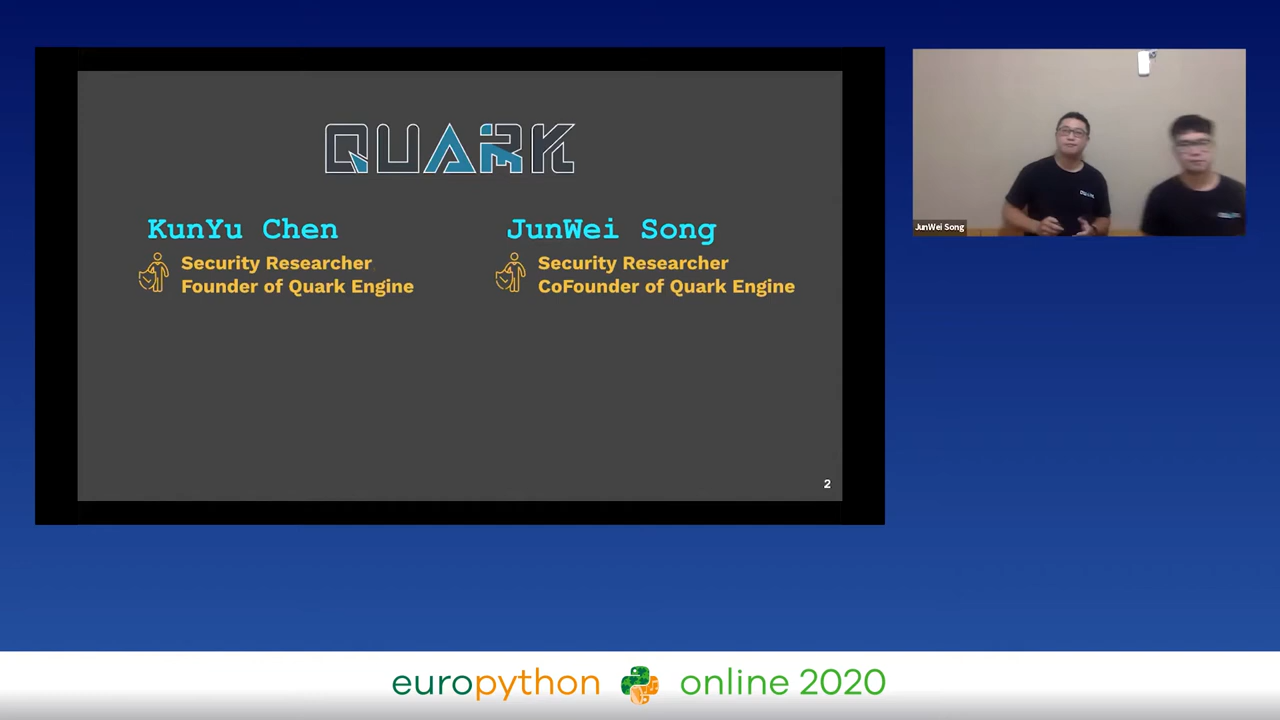 QUARK
KunYu Chen
Security Researcher
Founder of Quark Engine
JunWei Song
Security Researcher
CoFounder of Quark Engine
2
JunWei Song
europython online 2020